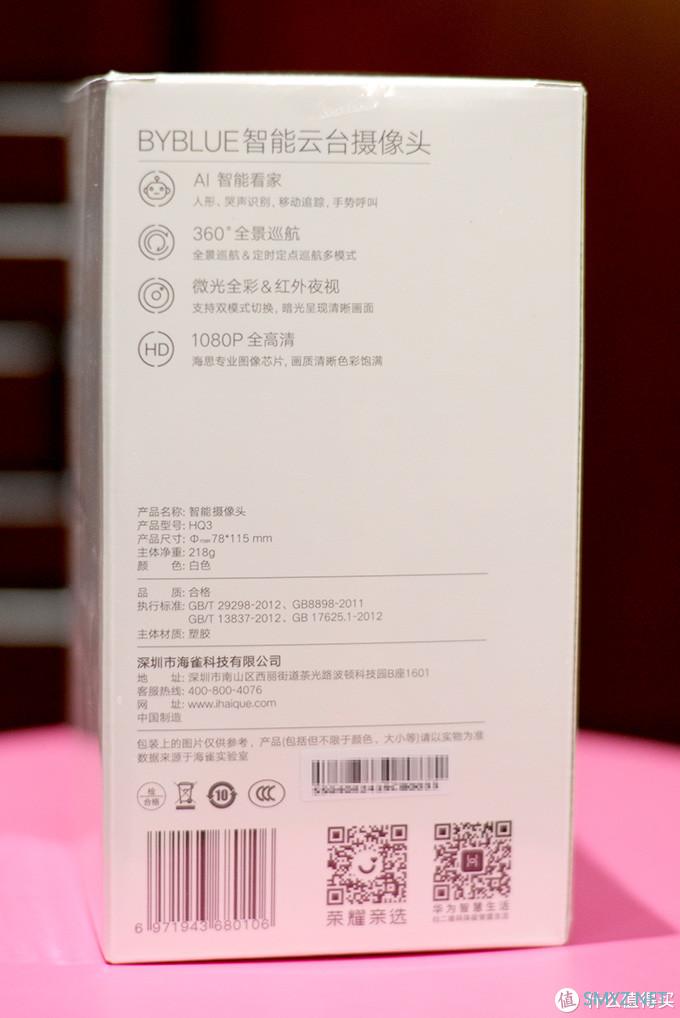 BYBLUE智能云台摄像头
AI 智能看家
人形、哭声识别，移动追踪，手势呼叫
360°全景巡航
全景巡航＆定时定点巡航多模式
微光全彩＆红外夜视
支持双模式切换，暗光呈现清晰画面
HD
1080P 全高清
海思专业图像芯片，画质清晰色彩饱满
产品名称: 智能摄像头
产品型号: HQ3
产品尺寸: Φmax78*115 mm
主体净重: 218g
颜 色: 白色
品 质: 合格
执行标准: GB/T 29298-2012、GB8898-2011
GB/T 13837-2012、GB 17625.1-2012
主体材质: 塑胶
深圳市海雀科技有限公司
地 址: 深圳市南山区西丽街道茶光路波顿科技园B座1601
客服热线: 400-800-4076
网 址: www.ihaique.com
中国制造
包装上的图片仅供参考，产品(包括但不限于颜色、大小等)请以实物为准
数据来源于海雀实验室
检
合格
10
CCC
6 971943 680106
荣耀亲选
华为智慧生活
值 什么值得买
SMYZ.NET